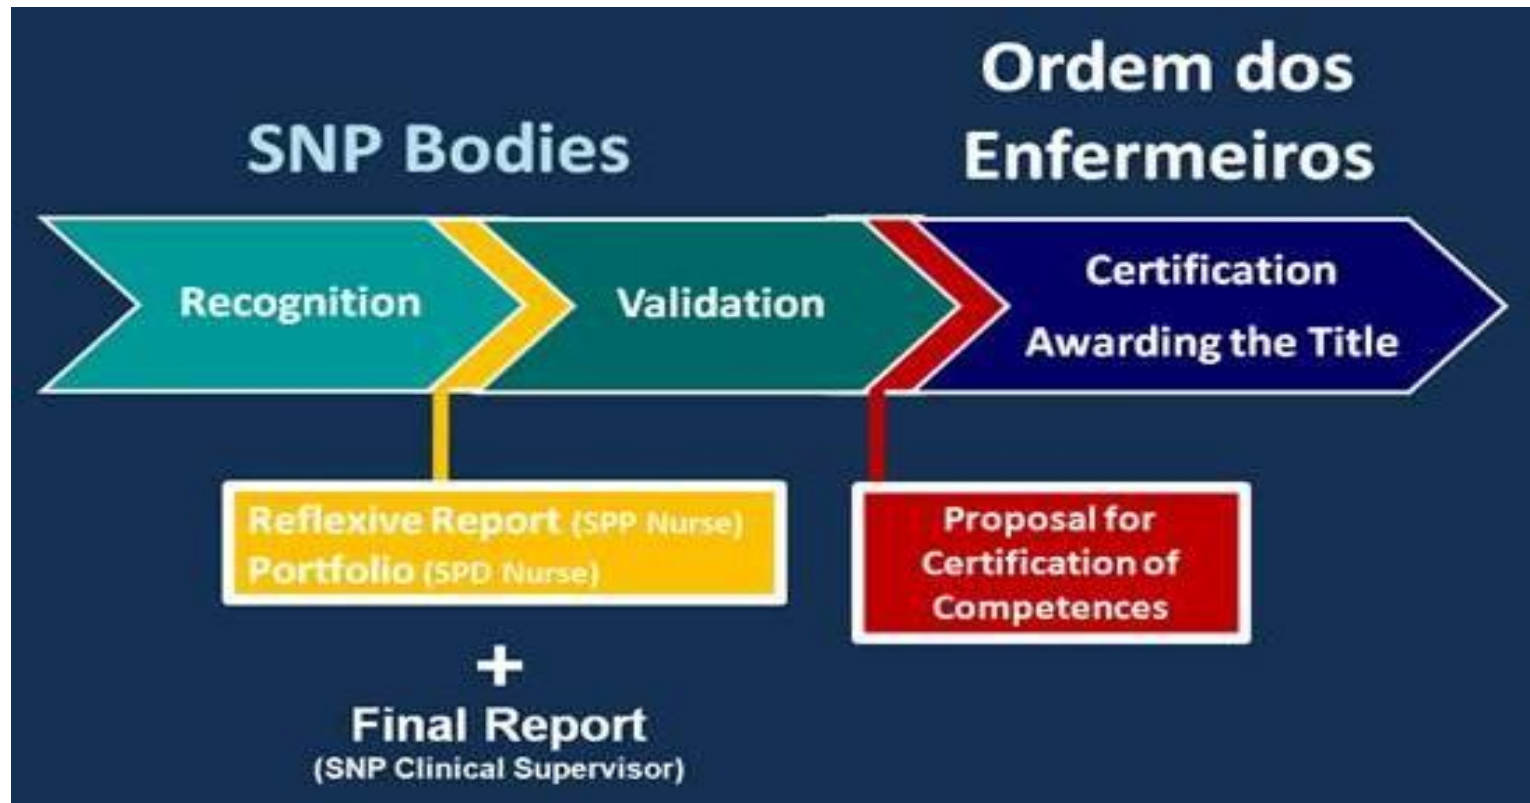 SNP Bodies
Ordem dos
Enfermeiros
Recognition
Validation
Certification
Awarding the Title
Reflexive Report (SPP Nurse)
Portfolio (SPD Nurse)
Proposal for
Certification of
Competences
+
Final Report
(SNP Clinical Supervisor)